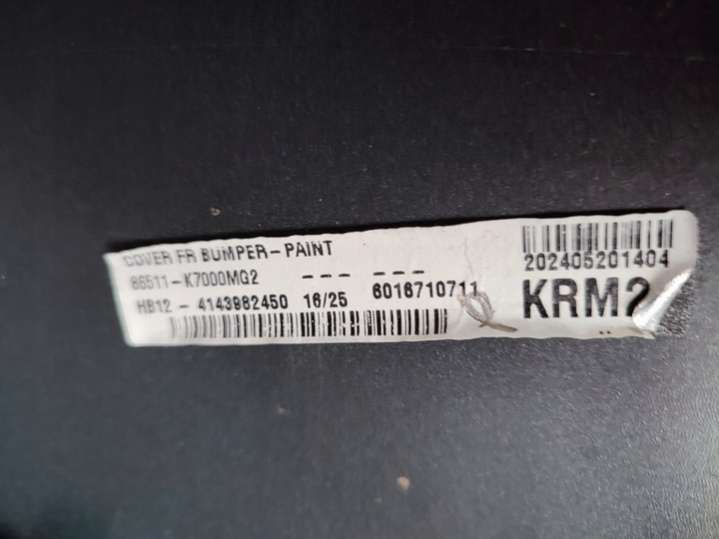 COVER FR BUMPER-PAINT
86511-K7000MG2 --- ---
HB12 - 4143982450 16/25 6016710711
202405201404
KRM2